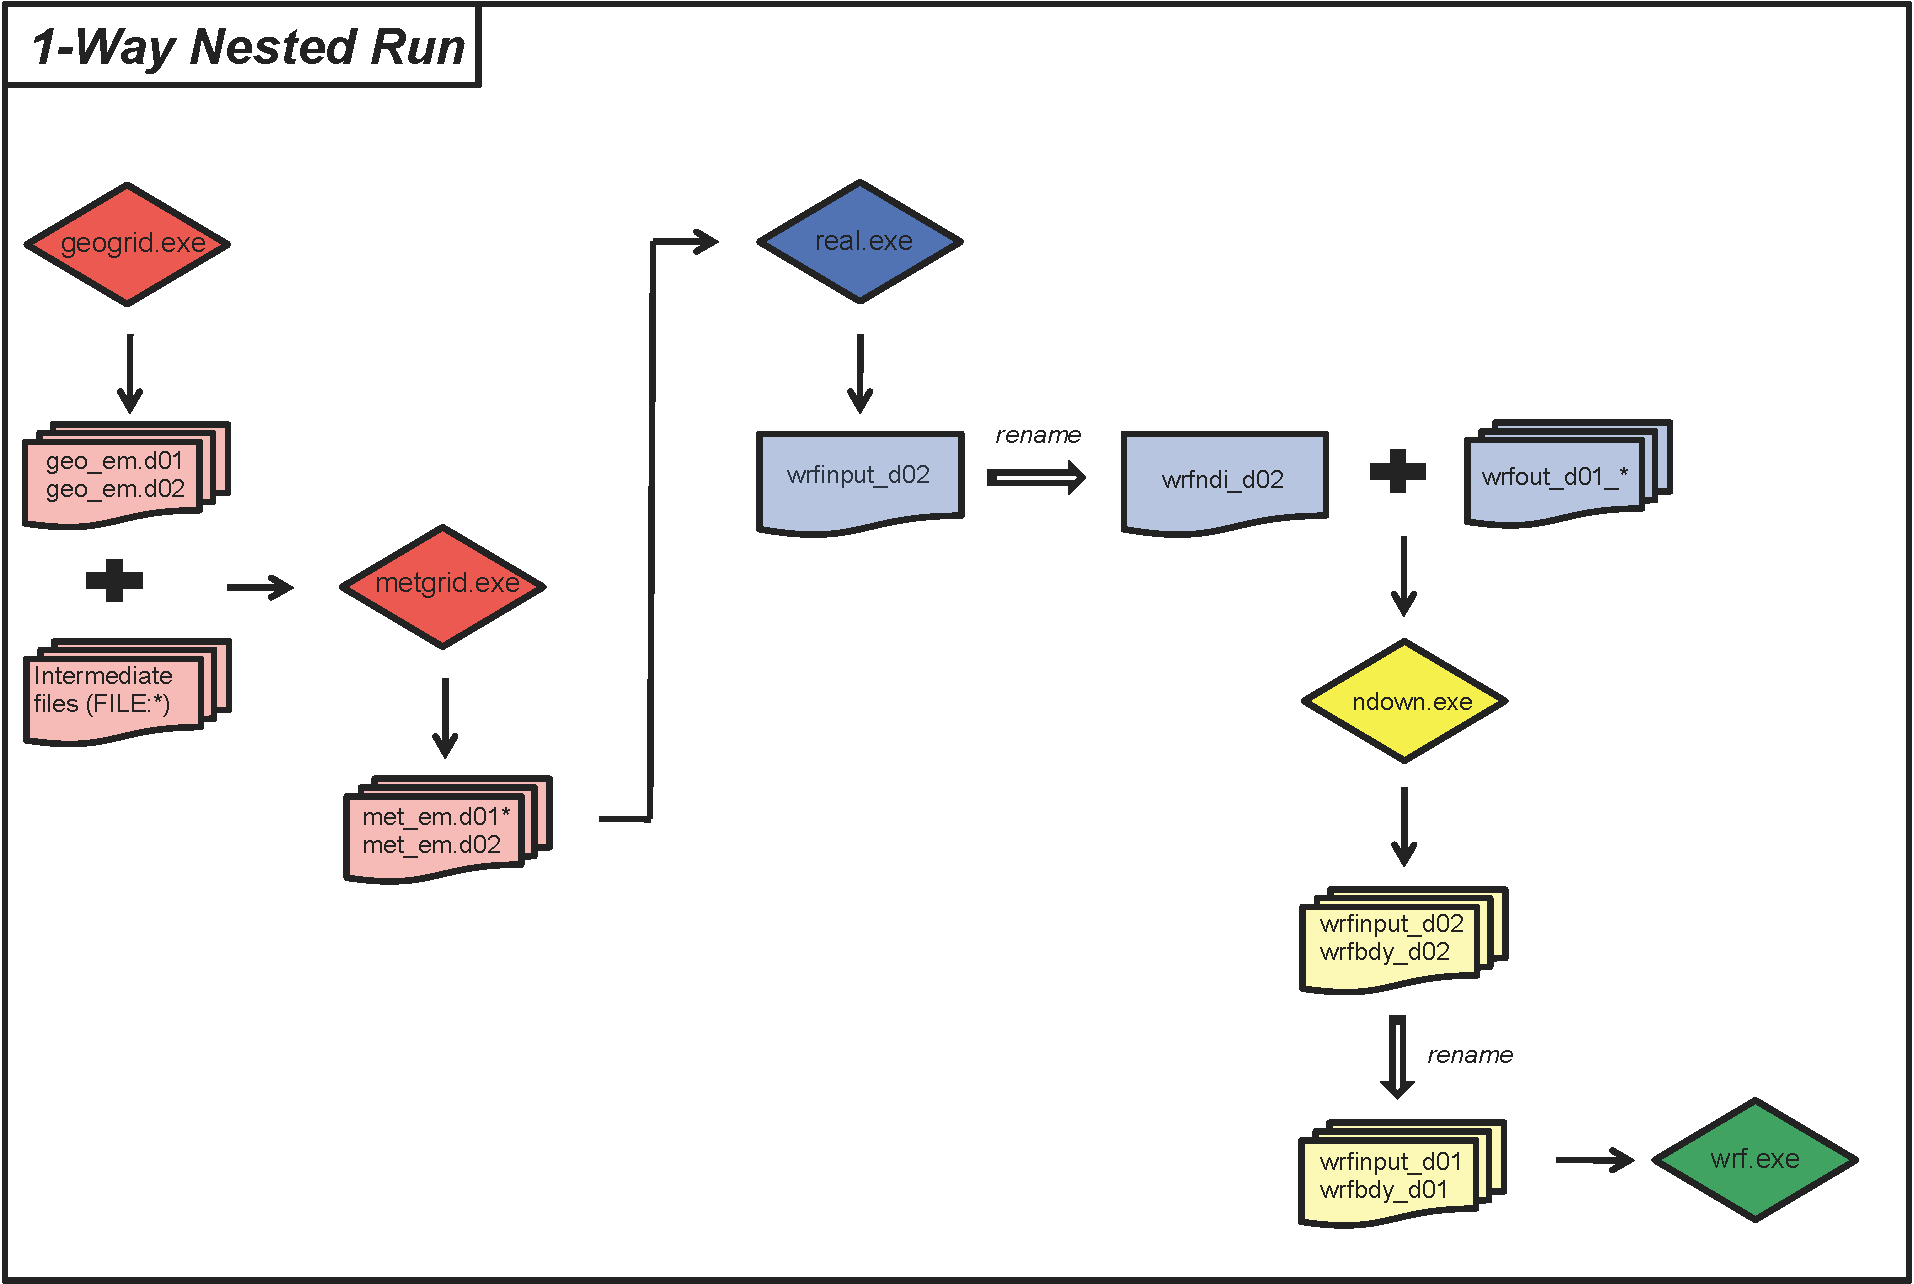 1-Way Nested Run
geogrid.exe
geo_em.d01
geo_em.d02
Intermediate
files (FILE:*)
metgrid.exe
met_em.d01*
met_em.d02
real.exe
wrfinput_d02
rename
wrfndi_d02
wrfout_d01_*
ndown.exe
wrfinput_d02
wrfbdy_d02
rename
wrfinput_d01
wrfbdy_d01
wrf.exe